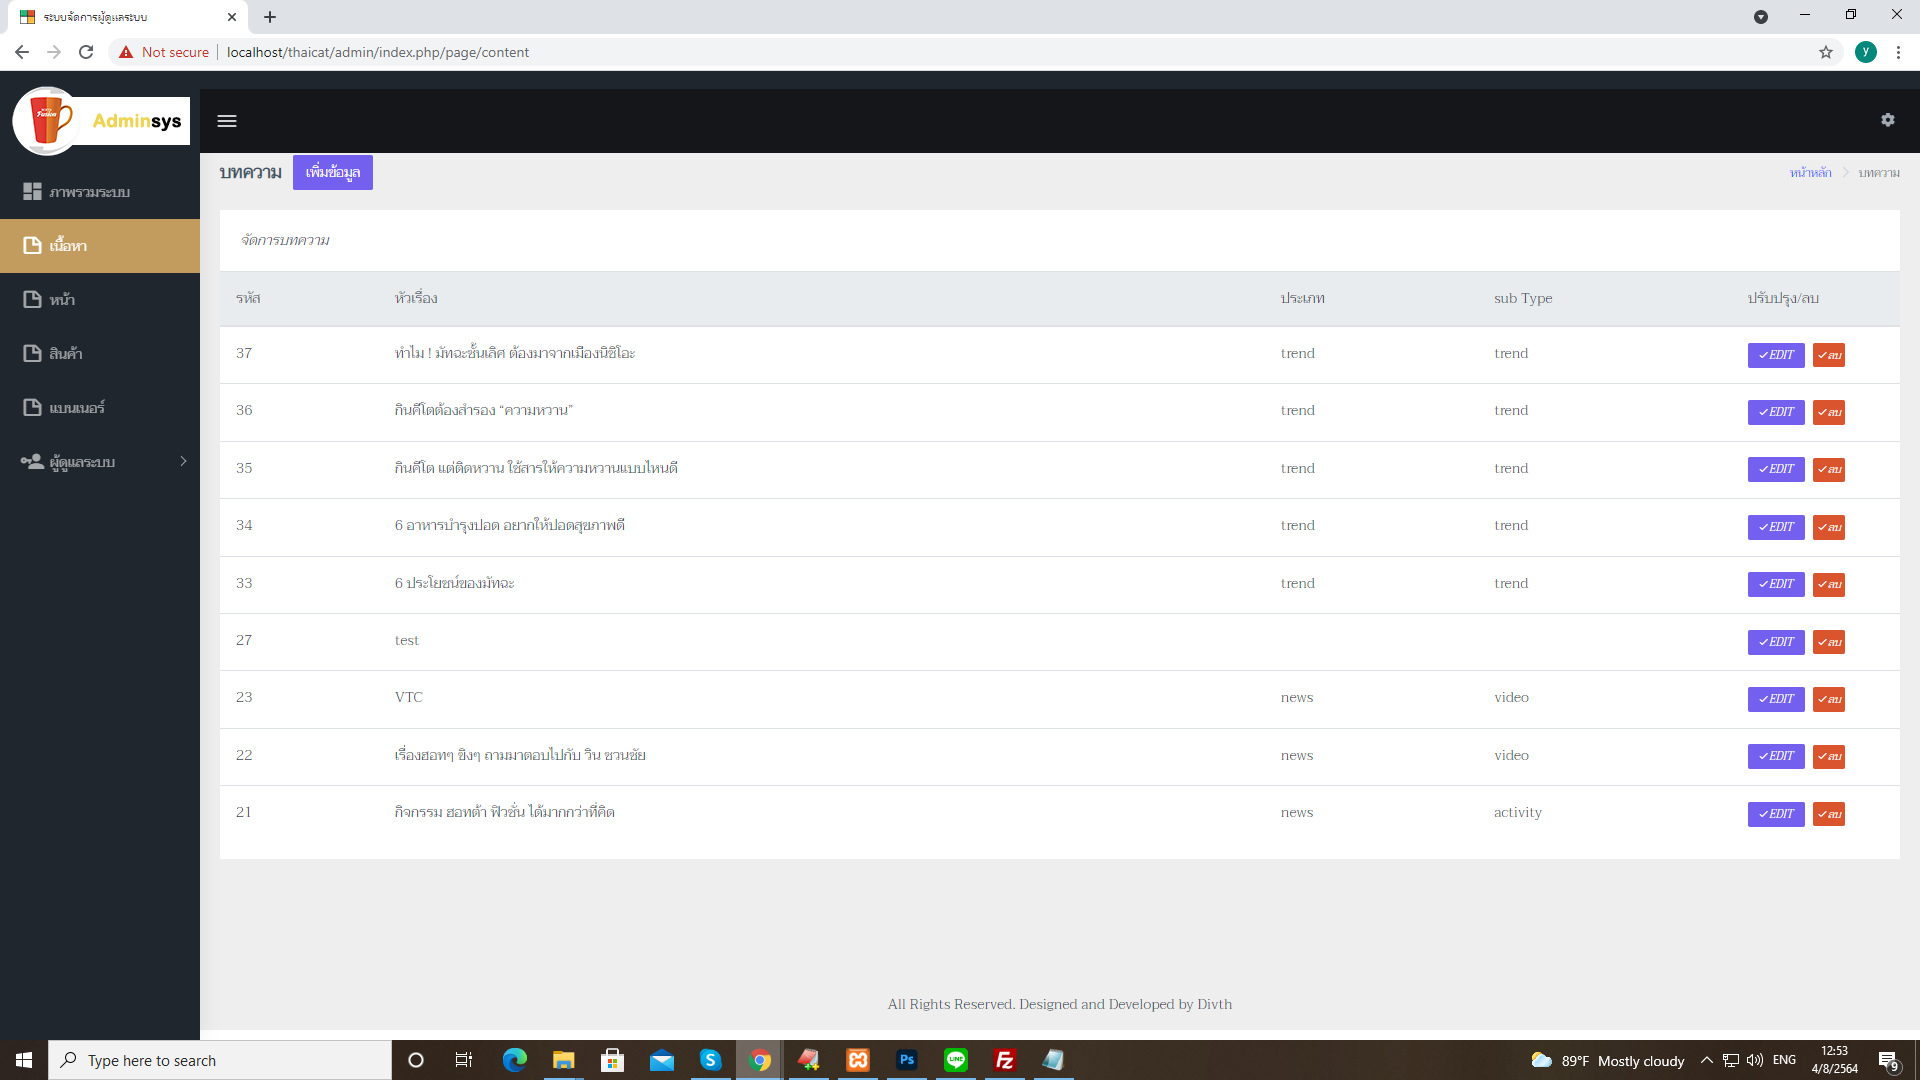 ระบบจัดการผู้ดูแลระบบ
Not secure | localhost/thaicat/admin/index.php/page/content
y
Fusion
Adminsys
ภาพรวมระบบ
เนื้อหา
หน้า
สินค้า
แบนเนอร์
ผู้ดูแลระบบ
บทความ เพิ่มข้อมูล
หน้าหลัก > บทความ
จัดการบทความ
รหัส หัวเรื่อง ประเภท sub Type ปรับปรุง/ลบ
37 ทำไม ! มัทฉะชั้นเลิศ ต้องมาจากเมืองนิชิโอะ trend trend EDIT ลบ
36 กินคีโตต้องสำรอง “ความหวาน” trend trend EDIT ลบ
35 กินคีโต แต่ติดหวาน ใช้สารให้ความหวานแบบไหนดี trend trend EDIT ลบ
34 6 อาหารบำรุงปอด อยากให้ปอดสุขภาพดี trend trend EDIT ลบ
33 6 ประโยชน์ของมัทฉะ trend trend EDIT ลบ
27 test EDIT ลบ
23 VTC news video EDIT ลบ
22 เรื่องฮอทๆ ขิงๆ ถามมาตอบไปกับ วิน ชวนชัย news video EDIT ลบ
21 กิจกรรม ฮอทต้า ฟิวชั่น ได้มากกว่าที่คิด news activity EDIT ลบ
All Rights Reserved. Designed and Developed by Divth
Type here to search
89°F Mostly cloudy
ENG
12:53
4/8/2564
9